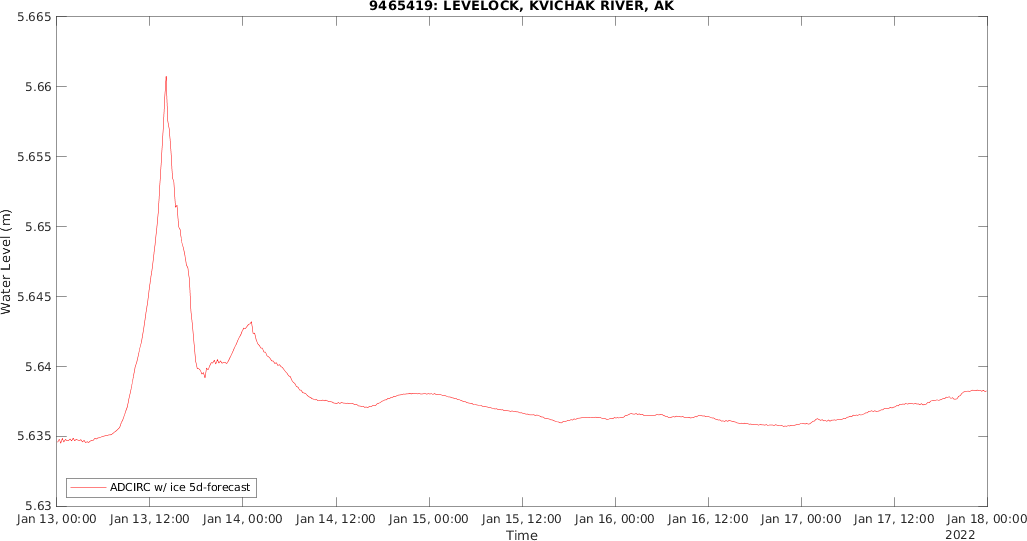 9465419: LEVELOCK, KVICHAK RIVER, AK
5.665
5.66
5.655
5.65
5.645
5.64
5.635
5.63
Water Level (m)
ADCIRC w/ ice 5d-forecast
Jan 13, 00:00 Jan 13, 12:00 Jan 14, 00:00 Jan 14, 12:00 Jan 15, 00:00 Jan 15, 12:00 Jan 16, 00:00 Jan 16, 12:00 Jan 17, 00:00 Jan 17, 12:00 Jan 18, 00:00
Time
2022